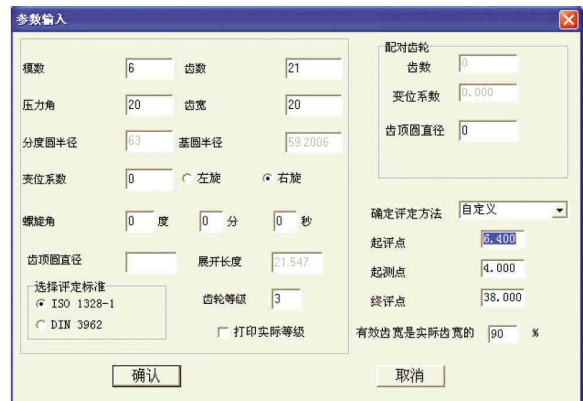 参数输入
模数 6 齿数 21
压力角 20 齿宽 20
分度圆半径 63 基圆半径 59.2006
变位系数 0 左旋 右旋
螺旋角 0 度 0 分 0 秒
齿顶圆直径 展开长度 21.547
选择评定标准
ISO 1328-1
DIN 3962
齿轮等级 3
打印实际等级
配对齿轮
齿数 0
变位系数 0.000
齿顶圆直径 0
确定评定方法 自定义
起评点 6.400
起测点 4.000
终评点 38.000
有效齿宽是实际齿宽的 90 %
确认
取消